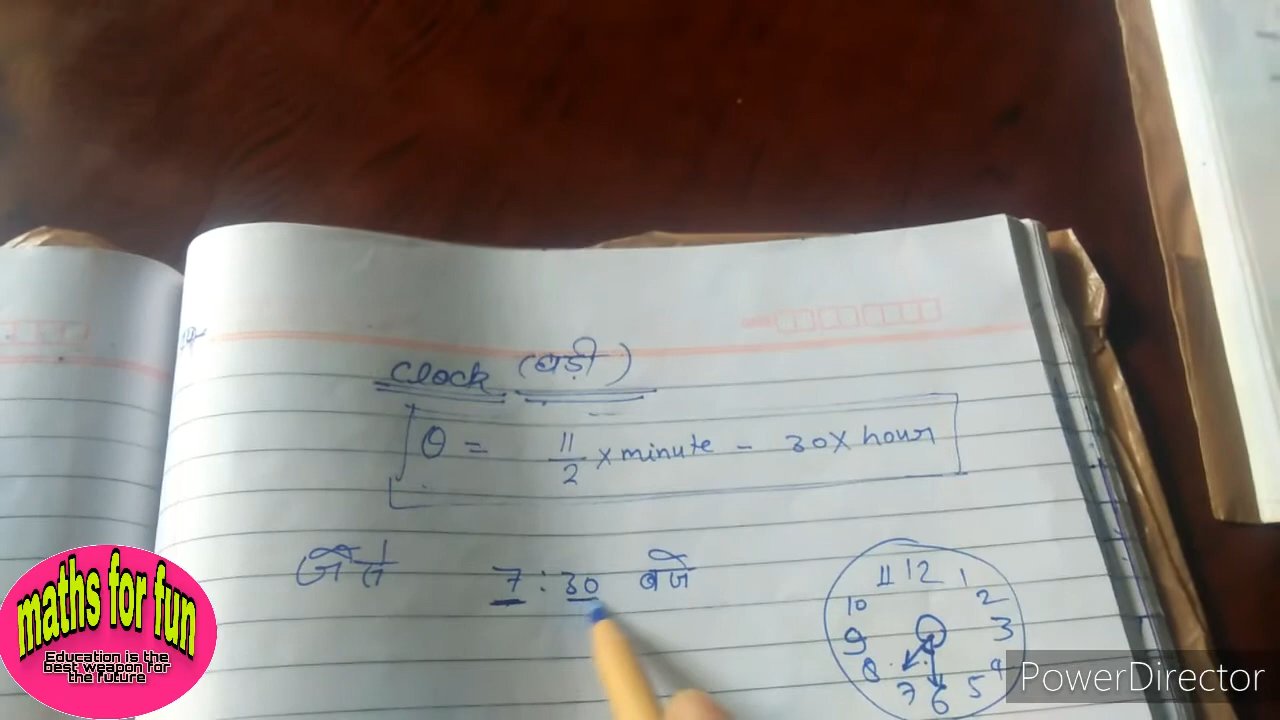 clock (घड़ी)
θ = 11/2 × minute - 30 × hour
जैसे 7 : 30 बजे
11 12 1
10 2
9 3
8 4
7 6 5
maths for fun
Education is the
best weapon for
the future
PowerDirector